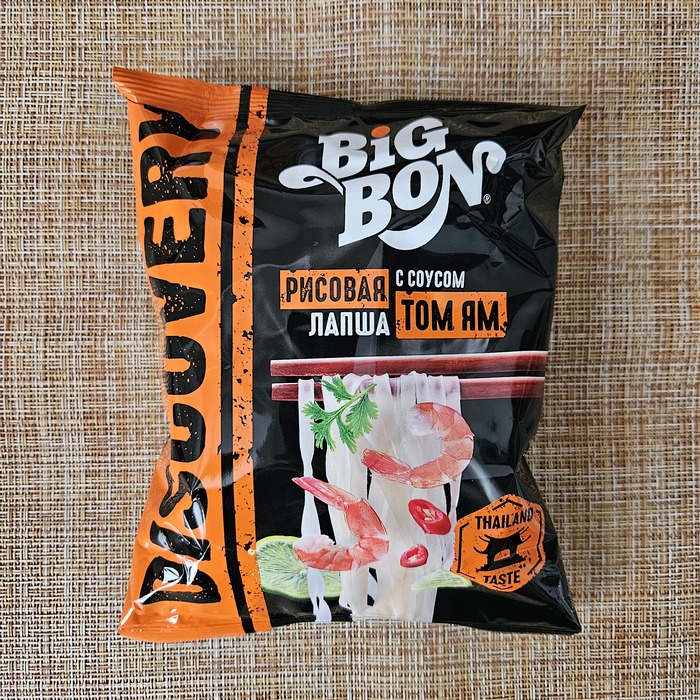 DISCOVERY
BiG
BON®
РИСОВАЯ
ЛАПША
С СОУСОМ
ТОМ ЯМ
THAILAND
TASTE